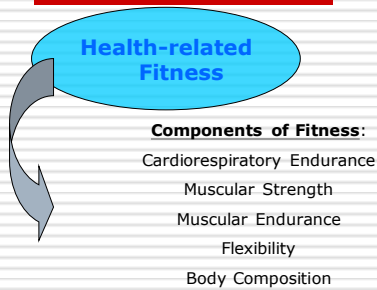 Health-related
Fitness
Components of Fitness:
Cardiorespiratory Endurance
Muscular Strength
Muscular Endurance
Flexibility
Body Composition